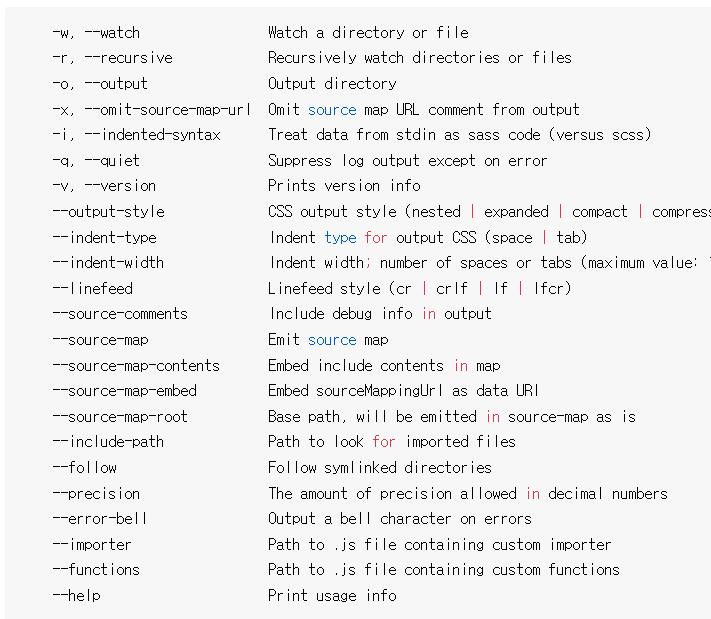 -w, --watch Watch a directory or file
-r, --recursive Recursively watch directories or files
-o, --output Output directory
-x, --omit-source-map-url Omit source map URL comment from output
-i, --indented-syntax Treat data from stdin as sass code (versus scss)
-q, --quiet Suppress log output except on error
-v, --version Prints version info
--output-style CSS output style (nested | expanded | compact | compress
--indent-type Indent type for output CSS (space | tab)
--indent-width Indent width; number of spaces or tabs (maximum value:
--linefeed Linefeed style (cr | crlf | lf | lfcr)
--source-comments Include debug info in output
--source-map Emit source map
--source-map-contents Embed include contents in map
--source-map-embed Embed sourceMappingUrl as data URI
--source-map-root Base path, will be emitted in source-map as is
--include-path Path to look for imported files
--follow Follow symlinked directories
--precision The amount of precision allowed in decimal numbers
--error-bell Output a bell character on errors
--importer Path to .js file containing custom importer
--functions Path to .js file containing custom functions
--help Print usage info